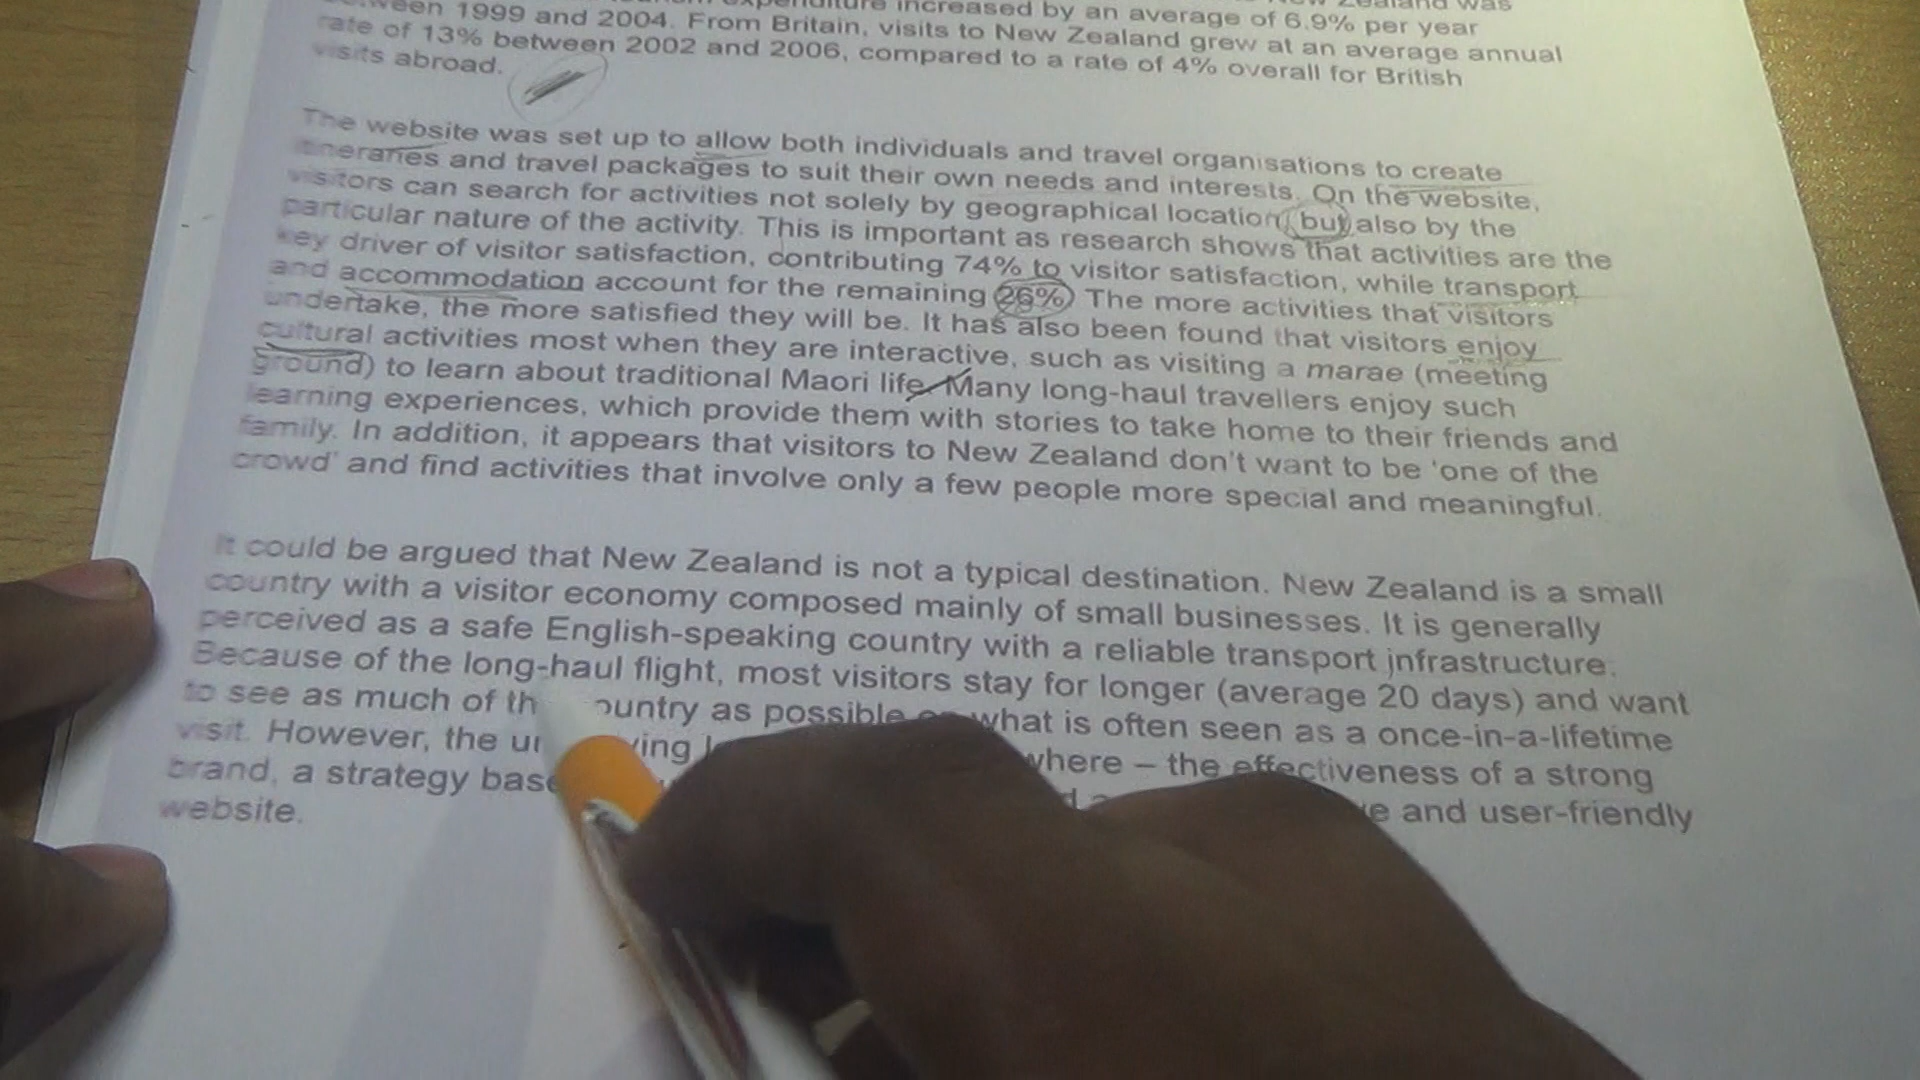 increased by an average of 6.9% per year
between 1999 and 2004. From Britain, visits to New Zealand grew at an average annual
rate of 13% between 2002 and 2006, compared to a rate of 4% overall for British
visits abroad.
The website was set up to allow both individuals and travel organisations to create
itineraries and travel packages to suit their own needs and interests. On the website,
visitors can search for activities not solely by geographical location, but also by the
particular nature of the activity. This is important as research shows that activities are the
key driver of visitor satisfaction, contributing 74% to visitor satisfaction, while transport
and accommodation account for the remaining 26%. The more activities that visitors
undertake, the more satisfied they will be. It has also been found that visitors enjoy
cultural activities most when they are interactive, such as visiting a marae (meeting
ground) to learn about traditional Maori life. Many long-haul travellers enjoy such
learning experiences, which provide them with stories to take home to their friends and
family. In addition, it appears that visitors to New Zealand don't want to be 'one of the
crowd' and find activities that involve only a few people more special and meaningful.
It could be argued that New Zealand is not a typical destination. New Zealand is a small
country with a visitor economy composed mainly of small businesses. It is generally
perceived as a safe English-speaking country with a reliable transport infrastructure.
Because of the long-haul flight, most visitors stay for longer (average 20 days) and want
to see as much of country as possible what is often seen as a once-in-a-lifetime
visit. However, the – the effectiveness of a strong
brand, a strategy and user-friendly
website.